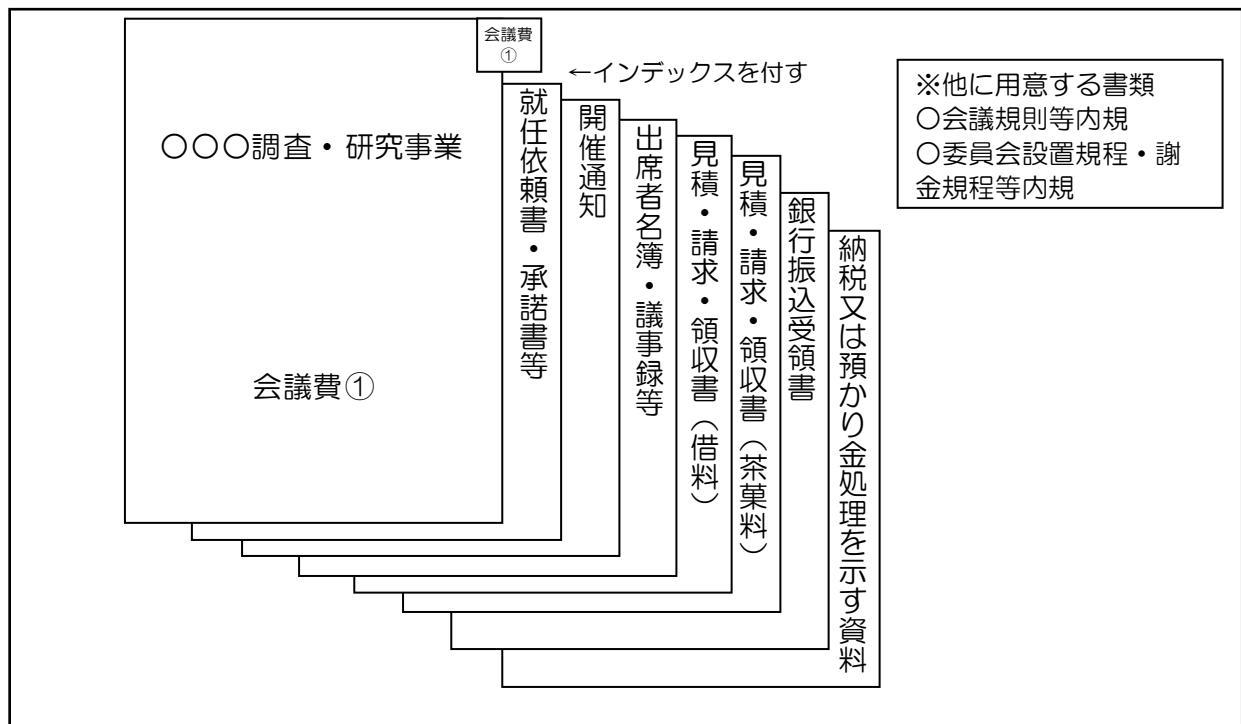 会議費
①
←インデックスを付す
〇〇〇調査・研究事業
会議費①
就任依頼書・承諾書等
開催通知
出席者名簿・議事録等
見積・請求・領収書（借料）
見積・請求・領収書（茶菓料）
銀行振込受領書
納税又は預かり金処理を示す資料
※他に用意する書類
〇会議規則等内規
〇委員会設置規程・謝
金規程等内規